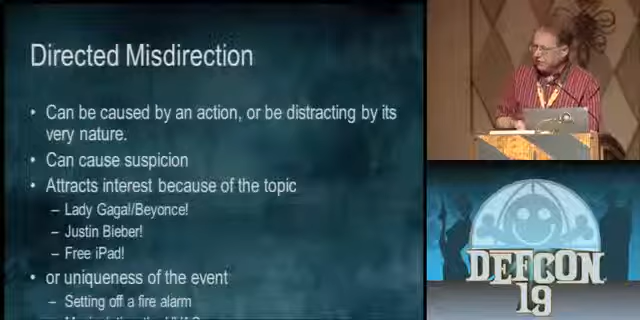 Directed Misdirection
• Can be caused by an action, or be distracting by its
very nature.
• Can cause suspicion
• Attracts interest because of the topic
– Lady Gaga!/Beyonce!
– Justin Bieber!
– Free iPad!
• or uniqueness of the event
– Setting off a fire alarm
DEFCON
19